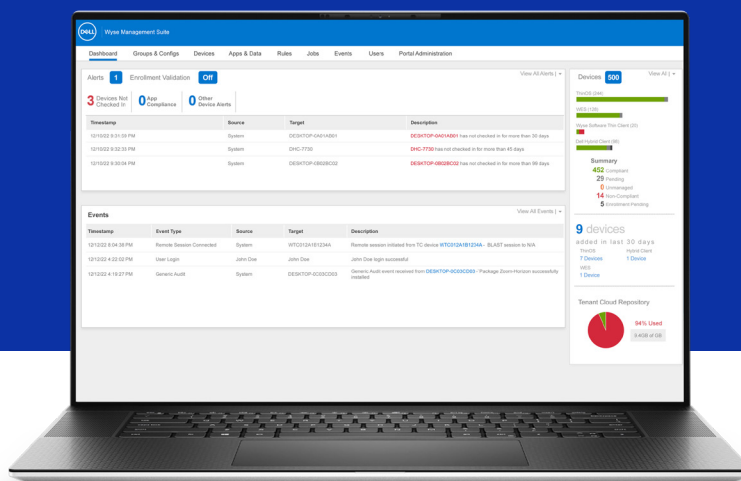 DELL Wyse Management Suite
Dashboard Groups & Configs Devices Apps & Data Rules Jobs Events Users Portal Administration
Alerts 1 Enrollment Validation Off View All Alerts |
3 Devices Not Checked In 0 App Compliance 0 Other Device Alerts
Timestamp Source Target Description
12/10/22 9:31:03 PM System DESKTOP-0A01AB01 DESKTOP-0A01AB01 has not checked in for more than 30 days
12/10/22 9:32:33 PM System DHC-7730 DHC-7730 has not checked in for more than 45 days
12/10/22 9:30:04 PM System DESKTOP-0B02BC02 DESKTOP-0B02BC02 has not checked in for more than 99 days
Events View All Events |
Timestamp Event Type Source Target Description
12/12/22 5:04:39 PM Remote Session Connected System WTC012A1B1234A Remote session initiated from TC device WTC012A1B1234A - BLAST session to N/A
12/12/22 4:22:02 PM User Login John Doe John Doe John Doe login successful
12/12/22 4:19:27 PM Generic Audit System DESKTOP-0C03CD03 Generic Audit event received from DESKTOP-0C03CD03 - Package Zoom-Horizon successfully
installed
Devices 500 View All |
ThinOS (244)
WES (129)
Wyse Software Thin Client
Dell Hybrid Client
Summary
452 Compliant
29 Pending
0 Unmanaged
14 Non-Compliant
5 Enrollment Pending
9 devices
added in last 30 days
ThinOS Hybrid Client
7 Devices 1 Device
WES
1 Device
Tenant Cloud Repository
94% Used